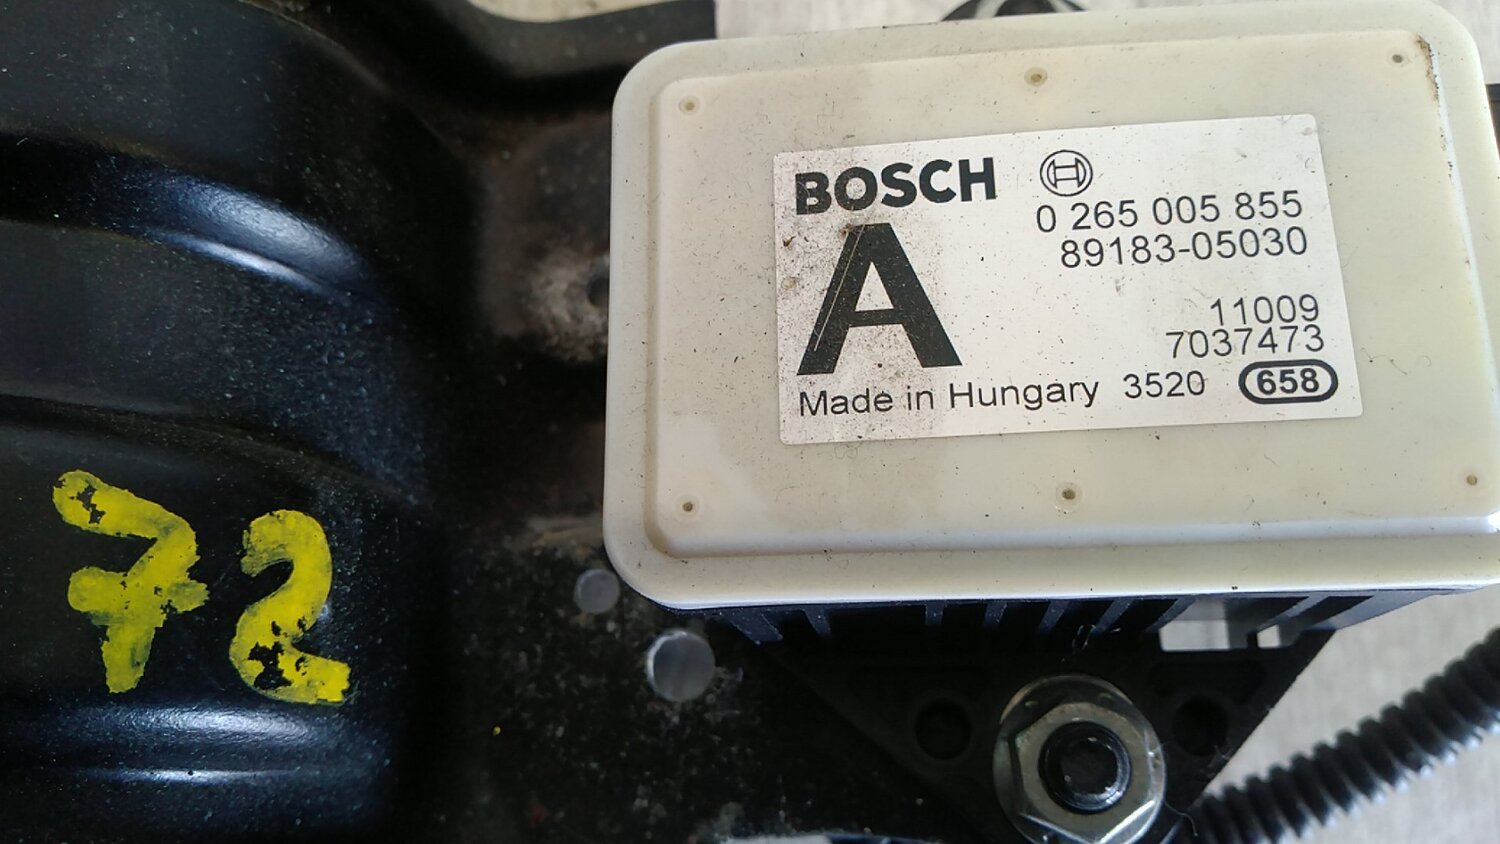 BOSCH
0 265 005 855
89183-05030
A
11009
7037473
Made in Hungary 3520 658
72